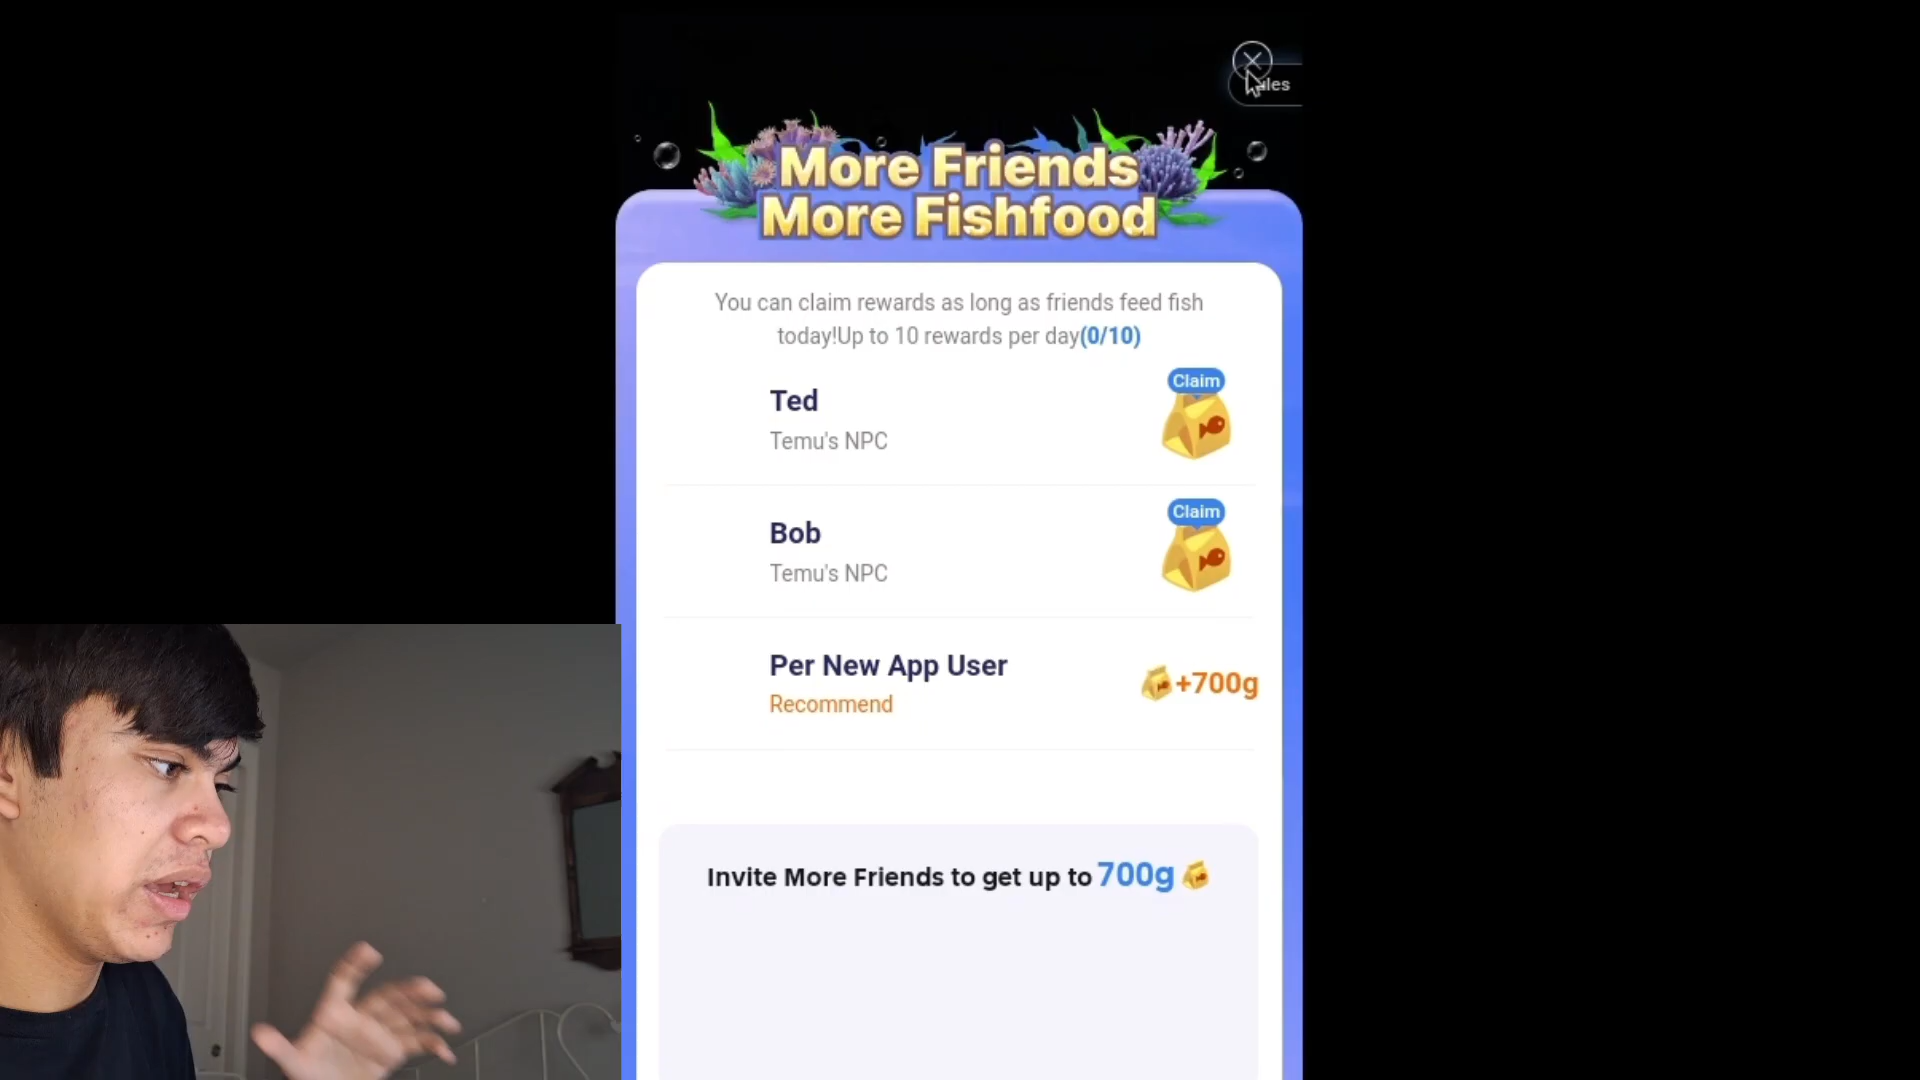 ules
More Friends
More Fishfood
You can claim rewards as long as friends feed fish
today!Up to 10 rewards per day(0/10)
Claim
Ted
Temu's NPC
Claim
Bob
Temu's NPC
Per New App User
+700g
Recommend
Invite More Friends to get up to 700g